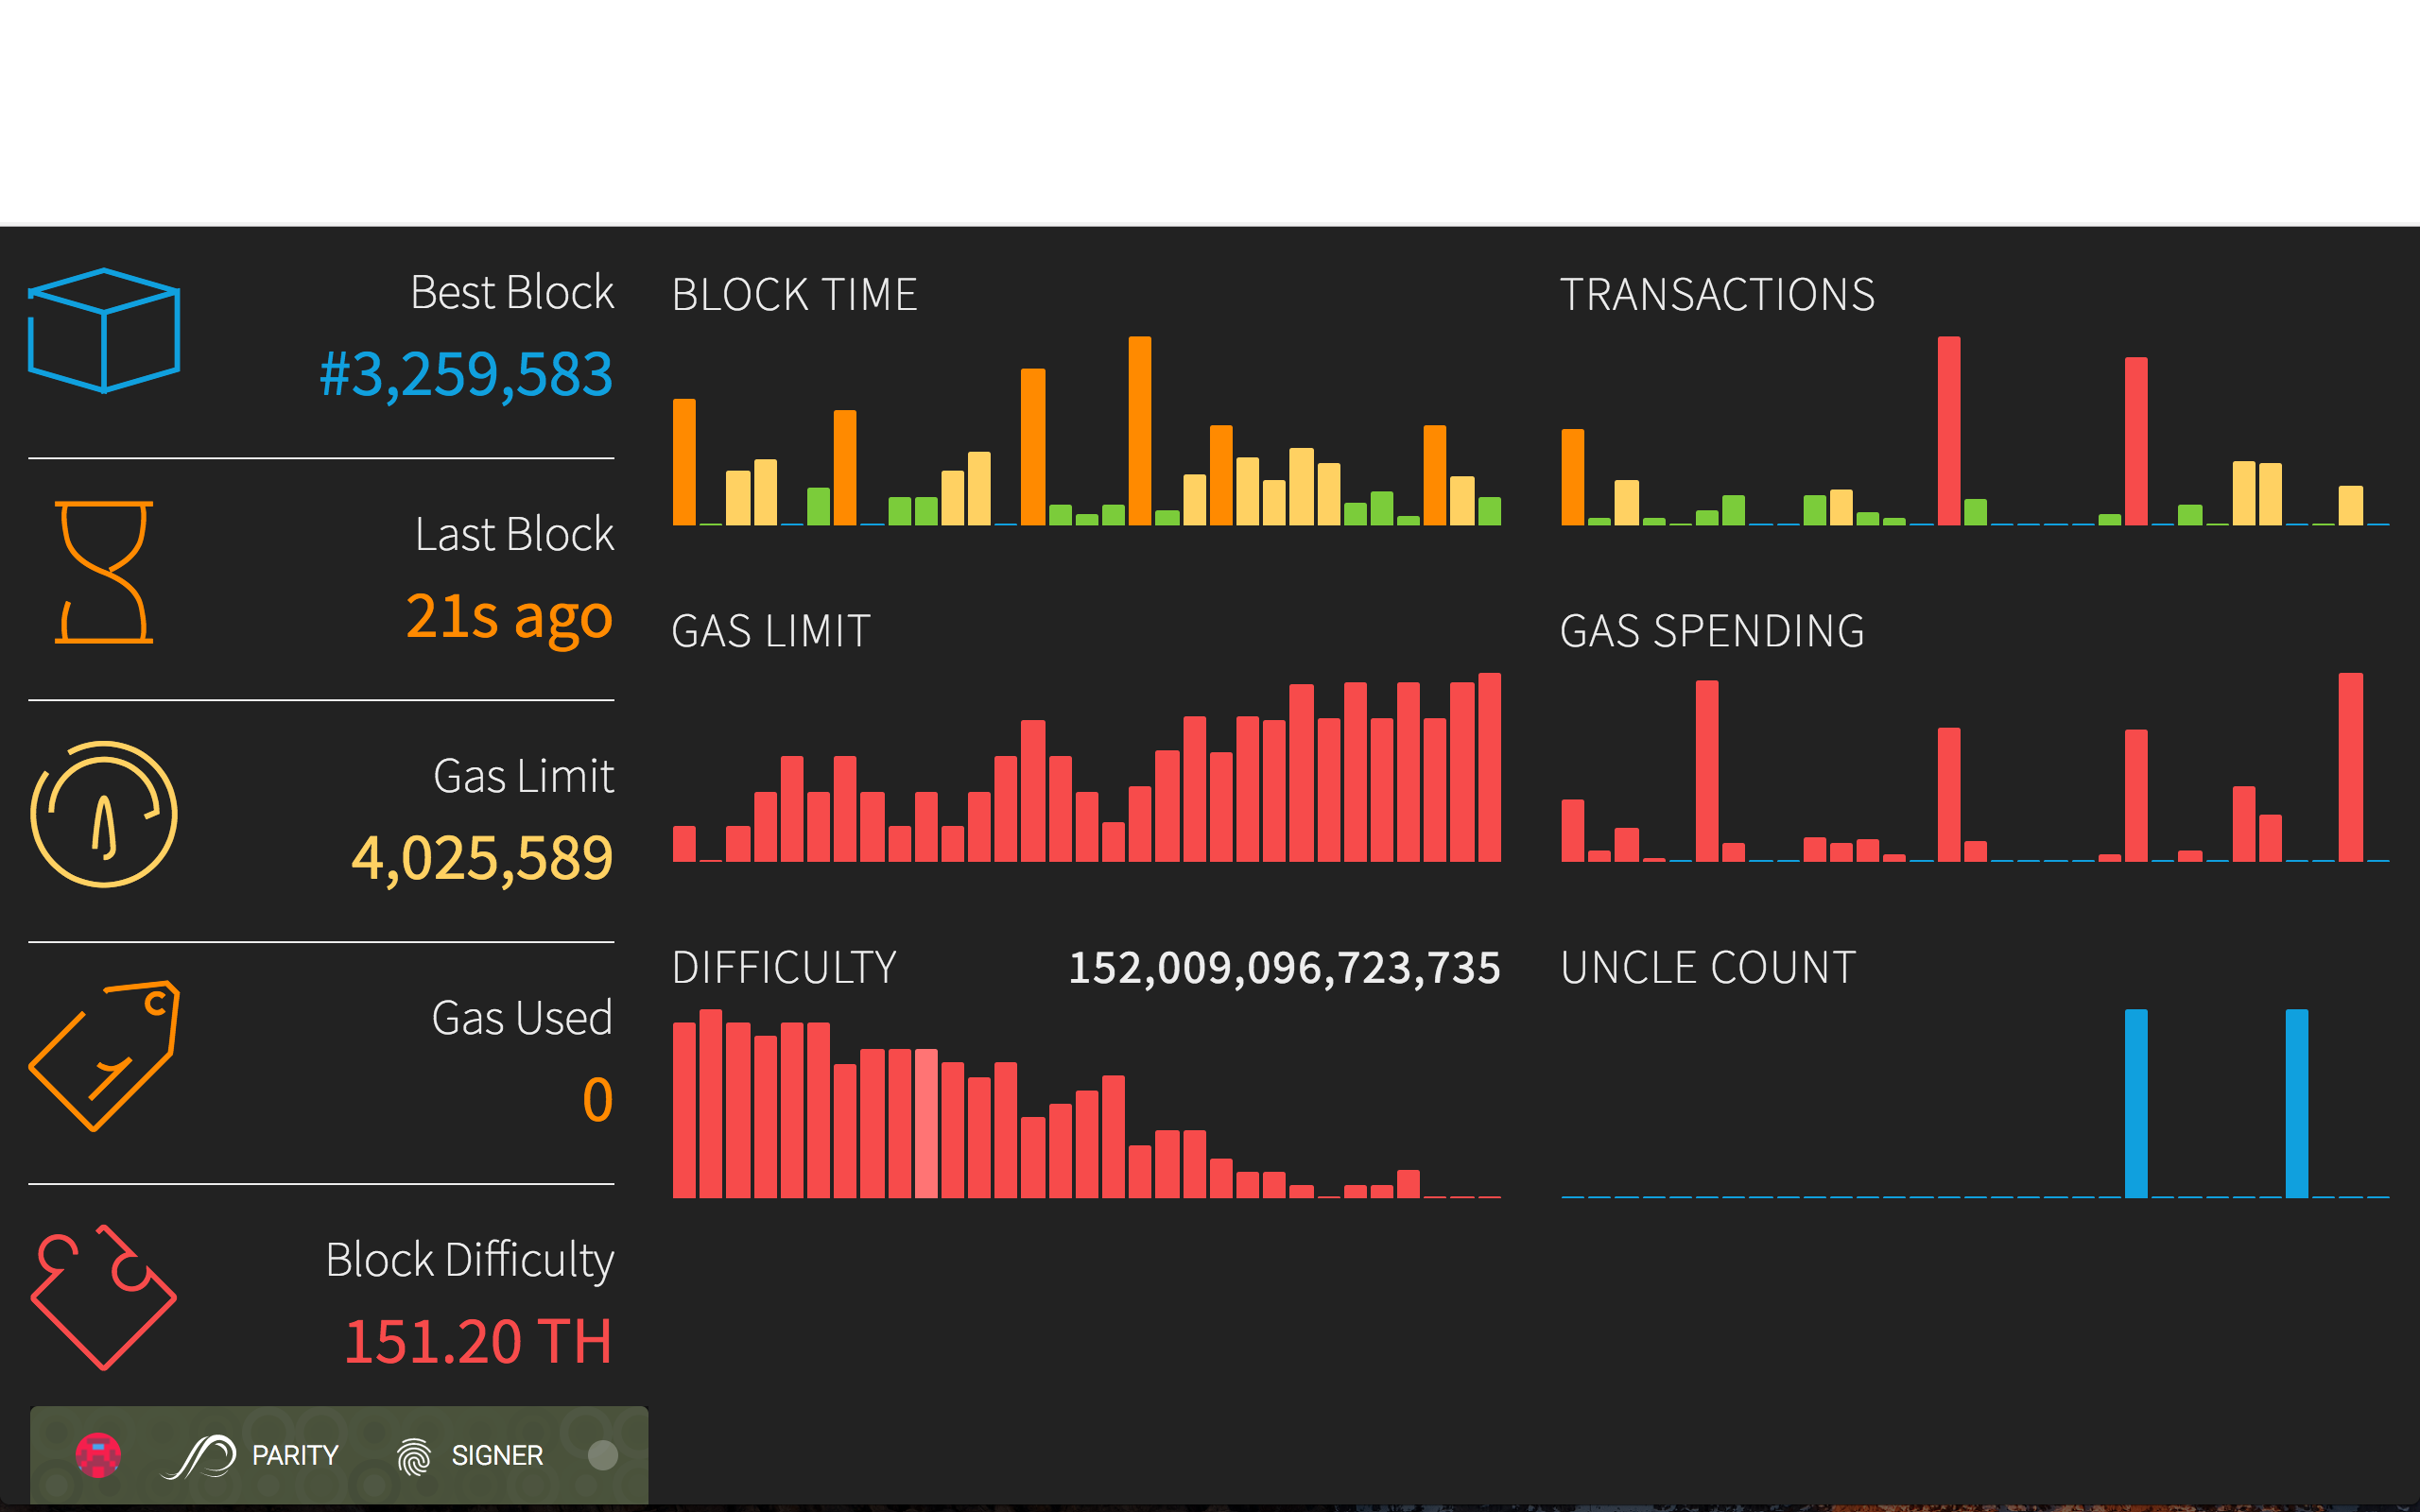 Best Block
#3,259,583
Last Block
21s ago
Gas Limit
4,025,589
Gas Used
0
Block Difficulty
151.20 TH
PARITY
SIGNER
BLOCK TIME
TRANSACTIONS
GAS LIMIT
GAS SPENDING
DIFFICULTY 152,009,096,723,735
UNCLE COUNT